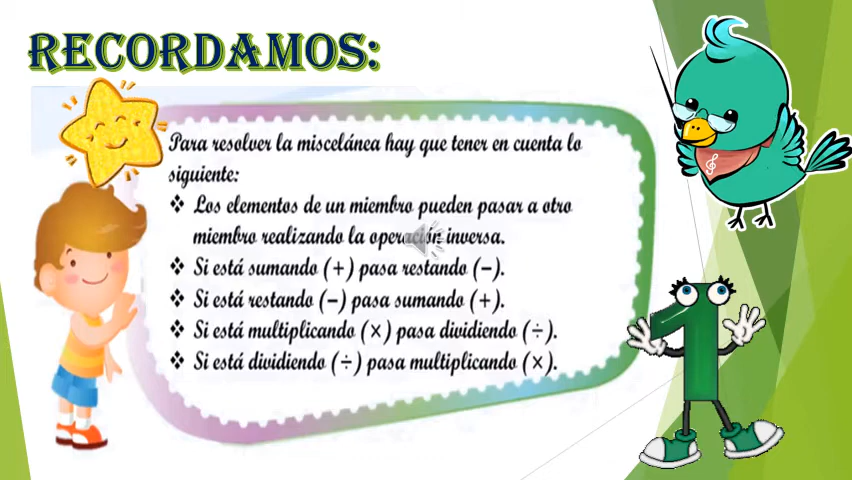 RECORDAMOS:
Para resolver la miscelánea hay que tener en cuenta lo
siguiente:
❖ Los elementos de un miembro pueden pasar a otro
miembro realizando la operación inversa.
❖ Si está sumando (+) pasa restando (−).
❖ Si está restando (−) pasa sumando (+).
❖ Si está multiplicando (×) pasa dividiendo (÷).
❖ Si está dividiendo (÷) pasa multiplicando (×).
1